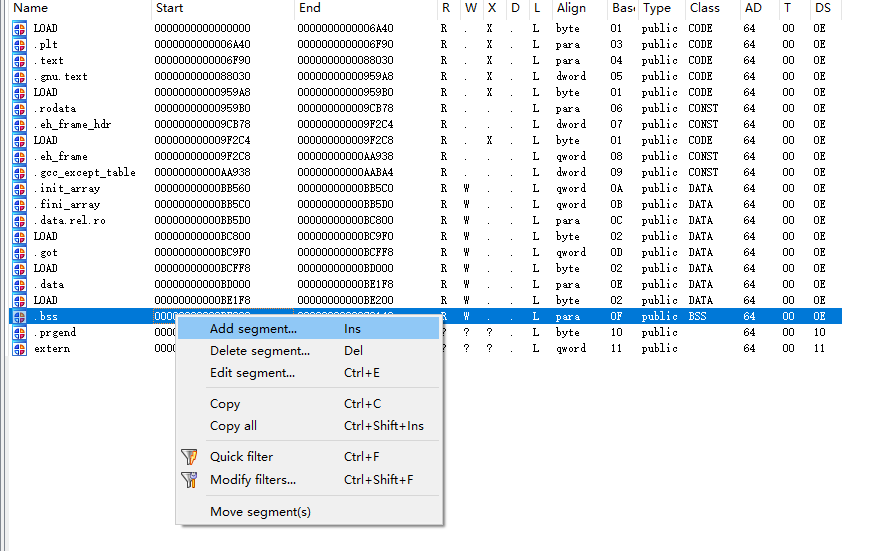 Name Start End R W X D L Align Base Type Class AD T DS
LOAD 0000000000000000 0000000000006A40 R . X . L byte 01 public CODE 64 00 0E
.plt 0000000000006A40 0000000000006F90 R . X . L para 03 public CODE 64 00 0E
.text 0000000000006F90 0000000000088030 R . X . L para 04 public CODE 64 00 0E
.gnu.text 0000000000088030 00000000000959A8 R . X . L dword 05 public CODE 64 00 0E
LOAD 00000000000959A8 00000000000959B0 R . X . L byte 01 public CODE 64 00 0E
.rodata 00000000000959B0 000000000009CB78 R . . . L para 06 public CONST 64 00 0E
.eh_frame_hdr 000000000009CB78 000000000009F2C4 R . . . L dword 07 public CONST 64 00 0E
LOAD 000000000009F2C4 000000000009F2C8 R . X . L byte 01 public CODE 64 00 0E
.eh_frame 000000000009F2C8 00000000000AA938 R . . . L qword 08 public CONST 64 00 0E
.gcc_except_table 00000000000AA938 00000000000AABA4 R . . . L dword 09 public CONST 64 00 0E
.init_array 00000000000BB560 00000000000BB5C0 R W . . L qword 0A public DATA 64 00 0E
.fini_array 00000000000BB5C0 00000000000BB5D0 R W . . L qword 0B public DATA 64 00 0E
.data.rel.ro 00000000000BB5D0 00000000000BC800 R W . . L para 0C public DATA 64 00 0E
LOAD 00000000000BC800 00000000000BC9F0 R W . . L byte 02 public DATA 64 00 0E
.got 00000000000BC9F0 00000000000BCFF8 R W . . L qword 0D public DATA 64 00 0E
LOAD 00000000000BCFF8 00000000000BD000 R W . . L byte 02 public DATA 64 00 0E
.data 00000000000BD000 00000000000BE1F8 R W . . L para 0E public DATA 64 00 0E
LOAD 00000000000BE1F8 00000000000BE200 R W . . L byte 02 public DATA 64 00 0E
.bss R W . . L para 0F public BSS 64 00 0E
.prgend ? ? ? . L byte 10 public 64 00 10
extern ? ? ? . L qword 11 public 64 00 11
Add segment... Ins
Delete segment... Del
Edit segment... Ctrl+E
Copy Ctrl+C
Copy all Ctrl+Shift+Ins
Quick filter Ctrl+F
Modify filters... Ctrl+Shift+F
Move segment(s)